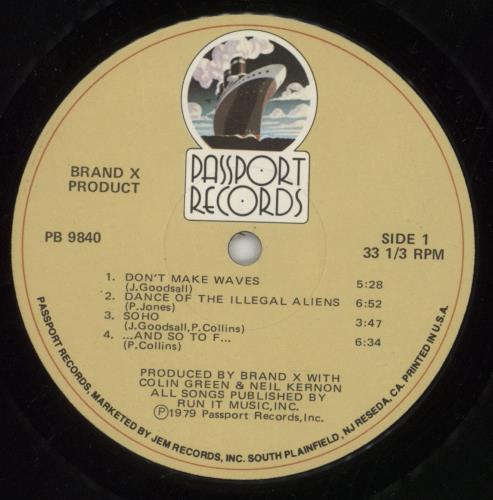 PASSPORT
RECORDS
BRAND X
PRODUCT
PB 9840
SIDE 1
33 1/3 RPM
1. DON'T MAKE WAVES 5:28
(J.Goodsall)
2. DANCE OF THE ILLEGAL ALIENS 6:52
(P.Jones)
3. SOHO 3:47
(J.Goodsall,P.Collins)
4. ...AND SO TO F... 6:34
(P.Collins)
PRODUCED BY BRAND X WITH
COLIN GREEN & NEIL KERNON
ALL SONGS PUBLISHED BY
RUN IT MUSIC,INC.
Ⓟ1979 Passport Records,Inc.
PASSPORT RECORDS, MARKETED BY JEM RECORDS, INC. SOUTH PLAINFIELD, NJ RESEDA, CA. PRINTED IN U.S.A.